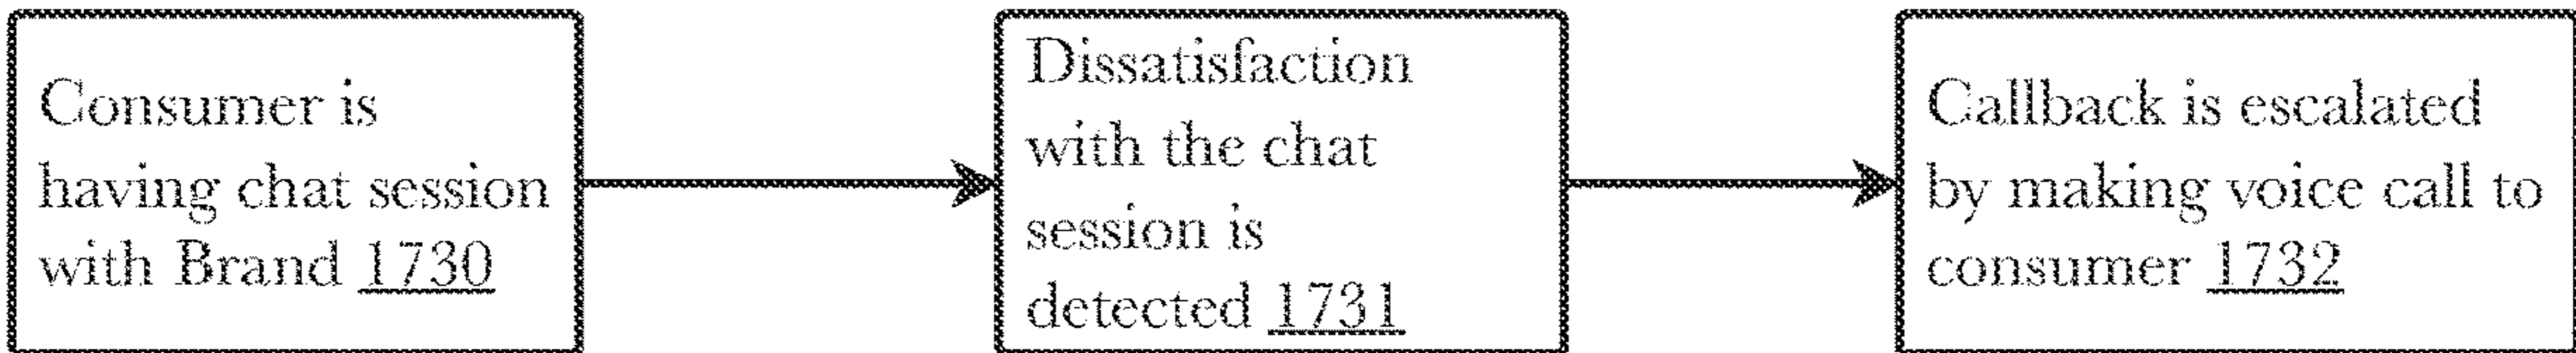 Consumer is
having chat session
with Brand 1730
Dissatisfaction
with the chat
session is
detected 1731
Callback is escalated
by making voice call to
consumer 1732